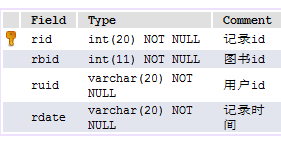 Field Type Comment
rid int(20) NOT NULL 记录id
rbid int(11) NOT NULL 图书id
ruid varchar(20) NOT NULL 用户id
rdate varchar(20) NOT NULL 记录时间